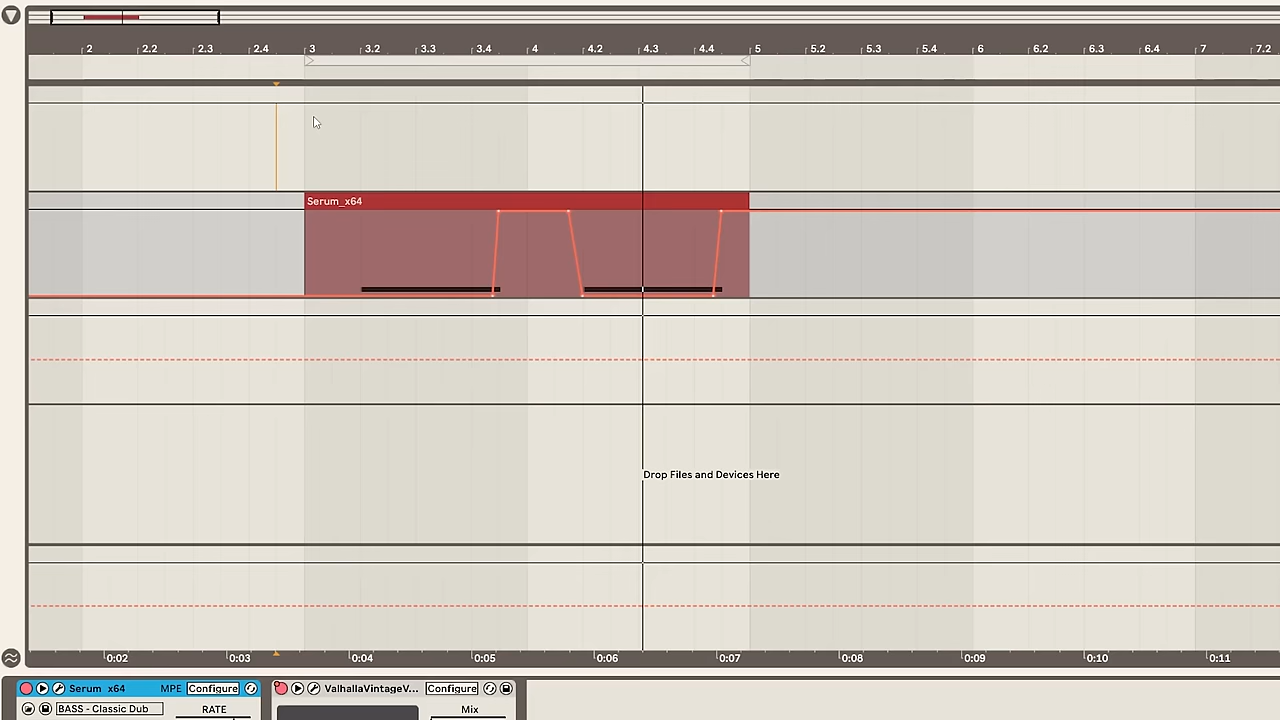 2 2.2 2.3 2.4 3 3.2 3.3 3.4 4 4.2 4.3 4.4 5 5.2 5.3 5.4 6 6.2 6.3 6.4 7 7.2
Serum_x64
Drop Files and Devices Here
0:02 0:03 0:04 0:05 0:06 0:07 0:08 0:09 0:10 0:11
Serum_x64 MPE Configure ValhallaVintageV... Configure
BASS - Classic Dub RATE Mix